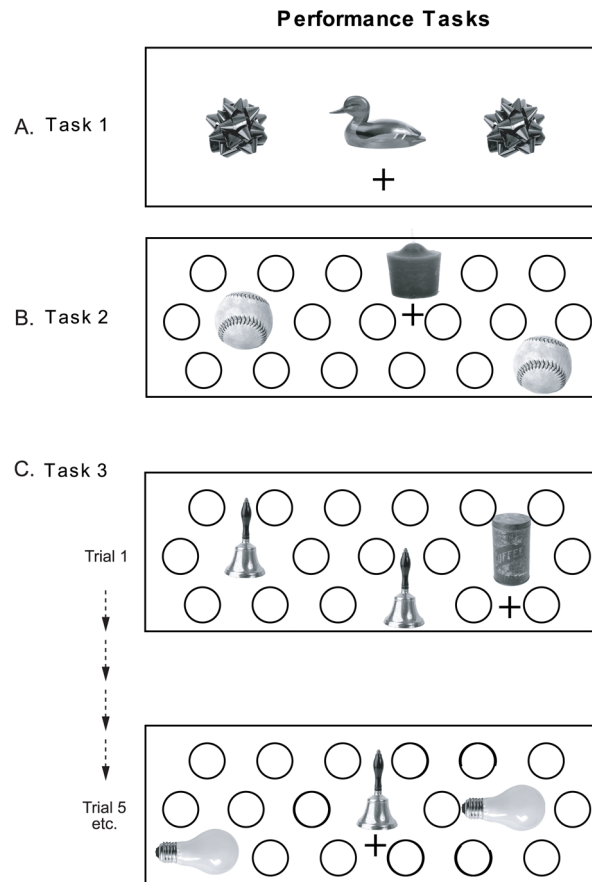 Performance Tasks
A. Task 1
B. Task 2
C. Task 3
COFFEE
Trial 1
Trial 5
etc.